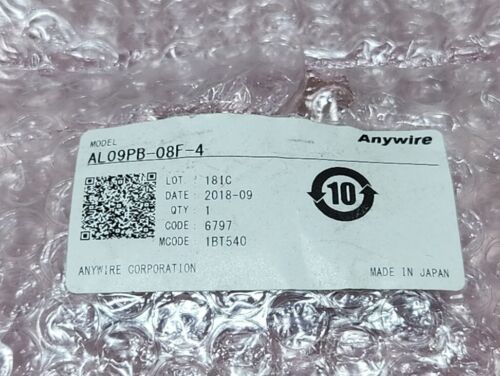 MODEL
Anywire
AL09PB-08F-4
LOT : 181C
DATE : 2018-09
QTY : 1
CODE : 6797
MCODE : 1BT540
10
ANYWIRE CORPORATION
MADE IN JAPAN